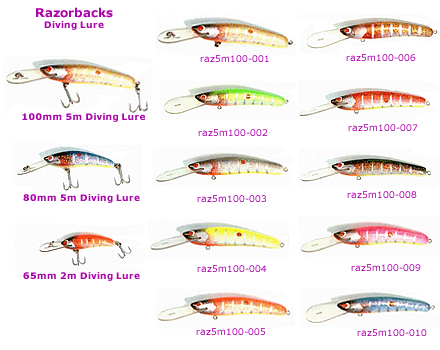 Razorbacks
Diving Lure
100mm 5m Diving Lure
80mm 5m Diving Lure
65mm 2m Diving Lure
raz5m100-001
raz5m100-002
raz5m100-003
raz5m100-004
raz5m100-005
raz5m100-006
raz5m100-007
raz5m100-008
raz5m100-009
raz5m100-010